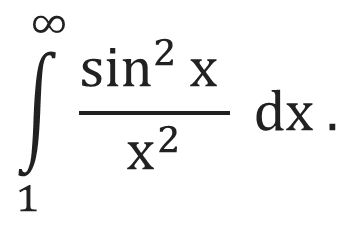 ∫₁^∞ sin² x / x² dx .